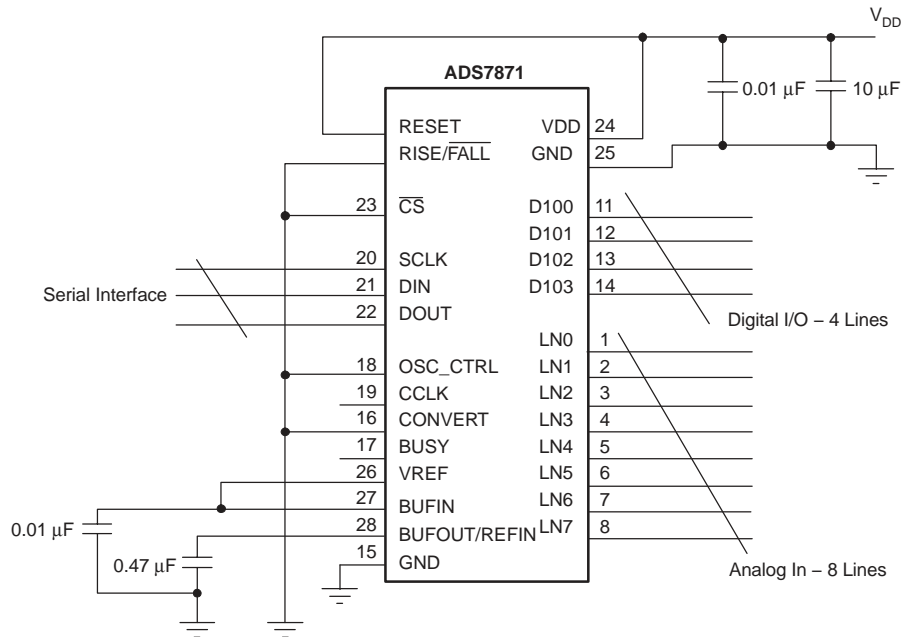 V_DD
ADS7871
0.01 μF
10 μF
RESET
VDD
24
RISE/FALL
GND
25
23
CS
D100
11
D101
12
20
SCLK
D102
13
Serial Interface
21
DIN
D103
14
22
DOUT
Digital I/O – 4 Lines
LN0
1
18
OSC_CTRL
LN1
2
19
CCLK
LN2
3
16
CONVERT
LN3
4
17
BUSY
LN4
5
26
VREF
LN5
6
27
BUFIN
LN6
7
0.01 μF
28
BUFOUT/REFIN
LN7
8
0.47 μF
15
GND
Analog In – 8 Lines